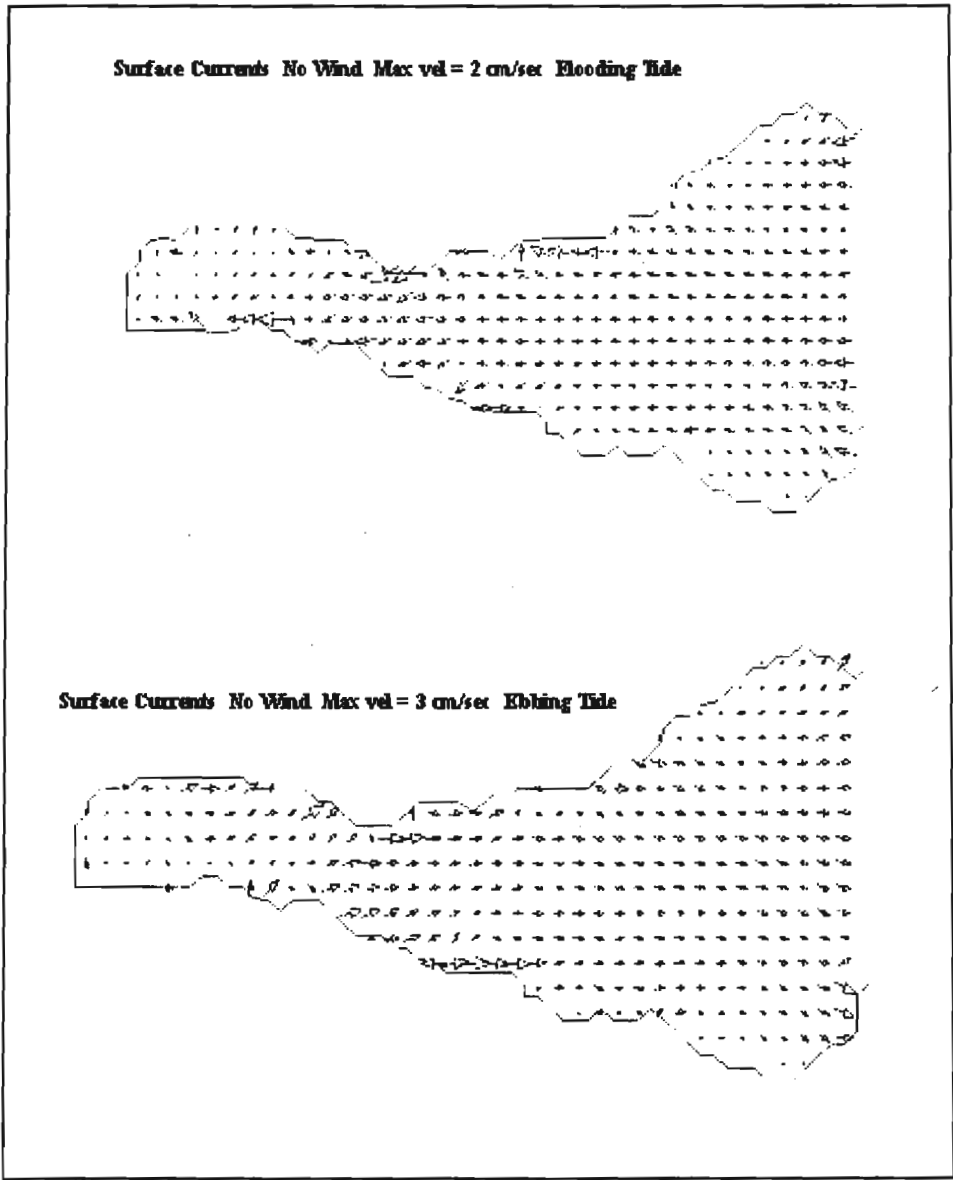 Surface Currents No Wind Max vel = 2 cm/sec Flooding Tide
Surface Currents No Wind Max vel = 3 cm/sec Ebbing Tide